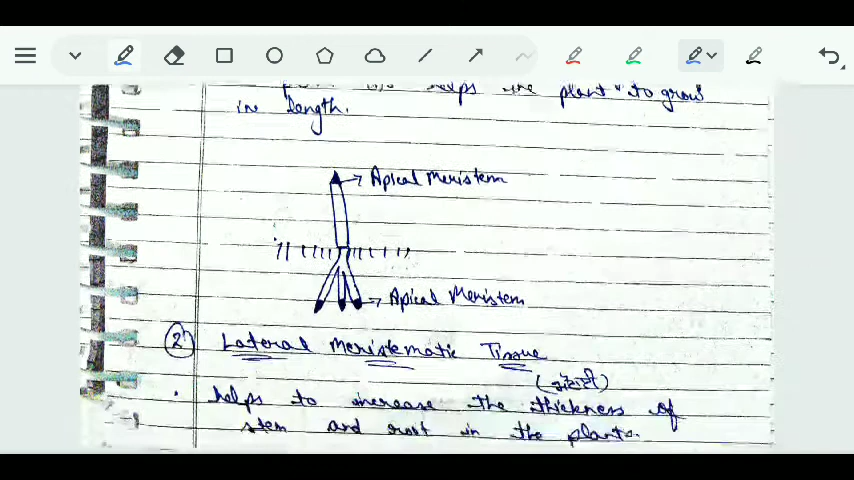 helps the plant to grow
in length.
Apical Meristem
Apical Meristem
2 Lateral Meristematic Tissue
helps to increase the thickness of
stem and root in the plants.